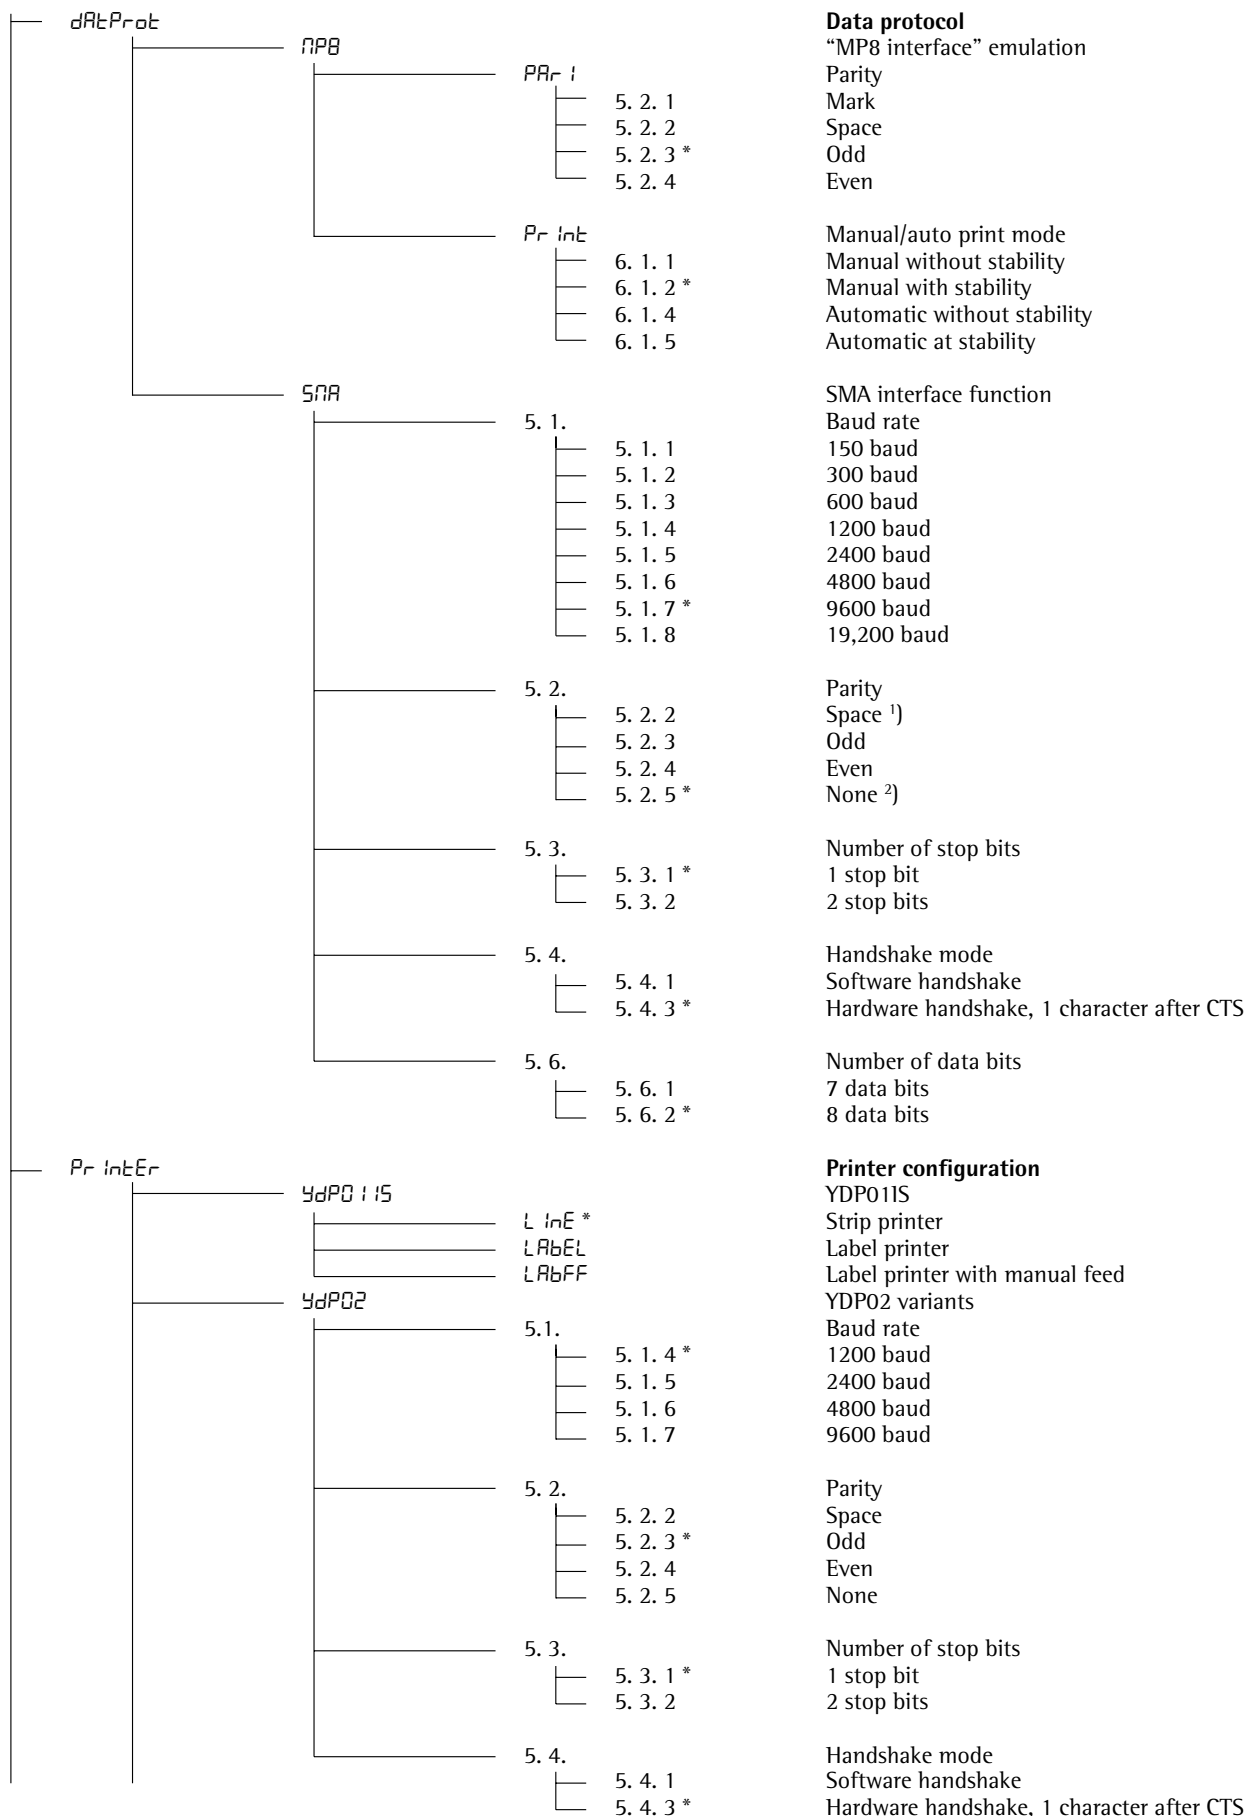 dAtProt Data protocol
MP8 “MP8 interface” emulation
PAr1 Parity
5. 2. 1 Mark
5. 2. 2 Space
5. 2. 3 * Odd
5. 2. 4 Even
Print Manual/auto print mode
6. 1. 1 Manual without stability
6. 1. 2 * Manual with stability
6. 1. 4 Automatic without stability
6. 1. 5 Automatic at stability
SMA SMA interface function
5. 1. Baud rate
5. 1. 1 150 baud
5. 1. 2 300 baud
5. 1. 3 600 baud
5. 1. 4 1200 baud
5. 1. 5 2400 baud
5. 1. 6 4800 baud
5. 1. 7 * 9600 baud
5. 1. 8 19,200 baud
5. 2. Parity
5. 2. 2 Space ¹)
5. 2. 3 Odd
5. 2. 4 Even
5. 2. 5 * None ²)
5. 3. Number of stop bits
5. 3. 1 * 1 stop bit
5. 3. 2 2 stop bits
5. 4. Handshake mode
5. 4. 1 Software handshake
5. 4. 3 * Hardware handshake, 1 character after CTS
5. 6. Number of data bits
5. 6. 1 7 data bits
5. 6. 2 * 8 data bits
PrIntEr Printer configuration
YdP01IS YDP01IS
LInE * Strip printer
LAbEL Label printer
LAbFF Label printer with manual feed
YdP02 YDP02 variants
5.1. Baud rate
5. 1. 4 * 1200 baud
5. 1. 5 2400 baud
5. 1. 6 4800 baud
5. 1. 7 9600 baud
5. 2. Parity
5. 2. 2 Space
5. 2. 3 * Odd
5. 2. 4 Even
5. 2. 5 None
5. 3. Number of stop bits
5. 3. 1 * 1 stop bit
5. 3. 2 2 stop bits
5. 4. Handshake mode
5. 4. 1 Software handshake
5. 4. 3 * Hardware handshake, 1 character after CTS